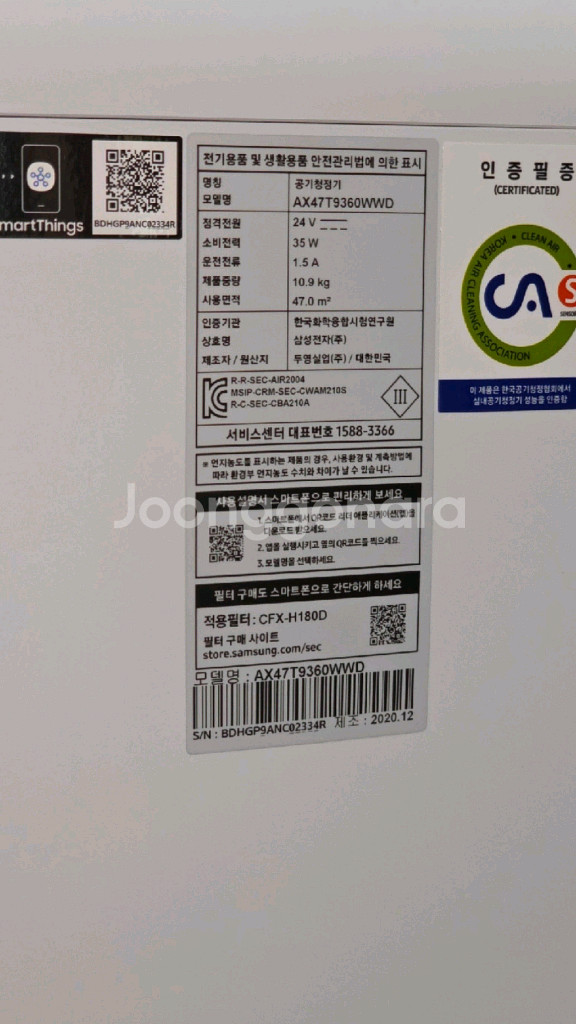 martThings
BDHGP9ANC02334R
전기용품 및 생활용품 안전관리법에 의한 표시
명칭 공기청정기
모델명 AX47T9360WWD
정격전원 24 V
소비전력 35 W
운전전류 1.5 A
제품중량 10.9 kg
사용면적 47.0 m²
인증기관 한국화학융합시험연구원
상호명 삼성전자(주)
제조자 / 원산지 두영실업(주) / 대한민국
R-R-SEC-AIR2004
MSIP-CRM-SEC-CWAM210S
R-C-SEC-CBA210A
III
서비스센터 대표번호 1588-3366
※ 먼지농도를 표시하는 제품의 경우, 사용환경 및 계측방법에
따라 환경부 먼지농도 수치와 차이가 날 수 있습니다.
사용설명서 스마트폰으로 편리하게 보세요
1. 스마트폰에서 QR코드 리더 어플리케이션(앱)을
다운로드 받으세요.
2. 앱을 실행시키고 옆의 QR코드를 찍으세요.
3. 모델명을 선택하세요.
Joonggonara
필터 구매도 스마트폰으로 간단하게 하세요
적용필터: CFX-H180D
필터 구매 사이트
store.samsung.com/sec
모델명 : AX47T9360WWD
S/N : BDHGP9ANC02334R 제조 : 2020.12
인증필증
(CERTIFICATED)
CLEAN AIR
KOREA AIR CLEANING ASSOCIATION
CA
S
이 제품은 한국공기청정협회에서
실내공기청정기 성능을 인증함